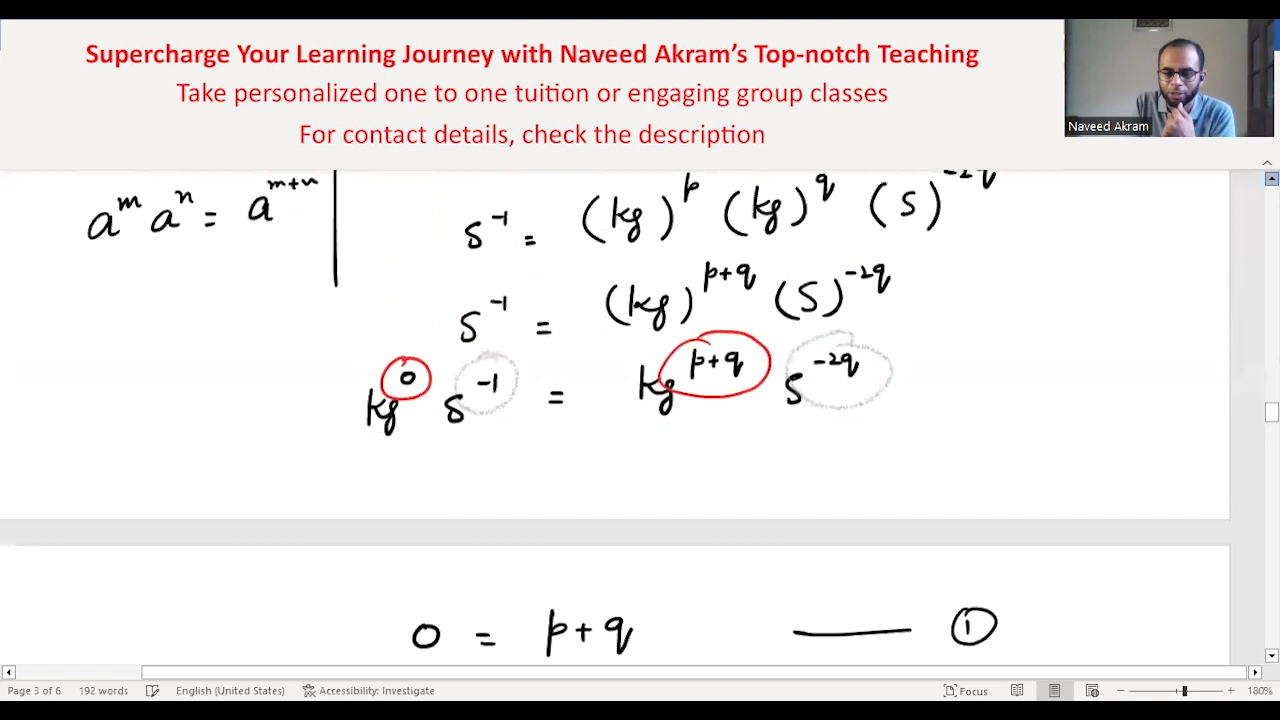 Supercharge Your Learning Journey with Naveed Akram’s Top-notch Teaching
Take personalized one to one tuition or engaging group classes
For contact details, check the description
Naveed Akram
a^m a^n = a^{m+n}
s^{-1} = (kg)^p (kg)^q (s)^{-2q}
s^{-1} = (kg)^{p+q} (s)^{-2q}
kg^0 s^{-1} = kg^{p+q} s^{-2q}
0 = p+q —— ①
Page 3 of 6 192 words English (United States) Accessibility: Investigate Focus 180%